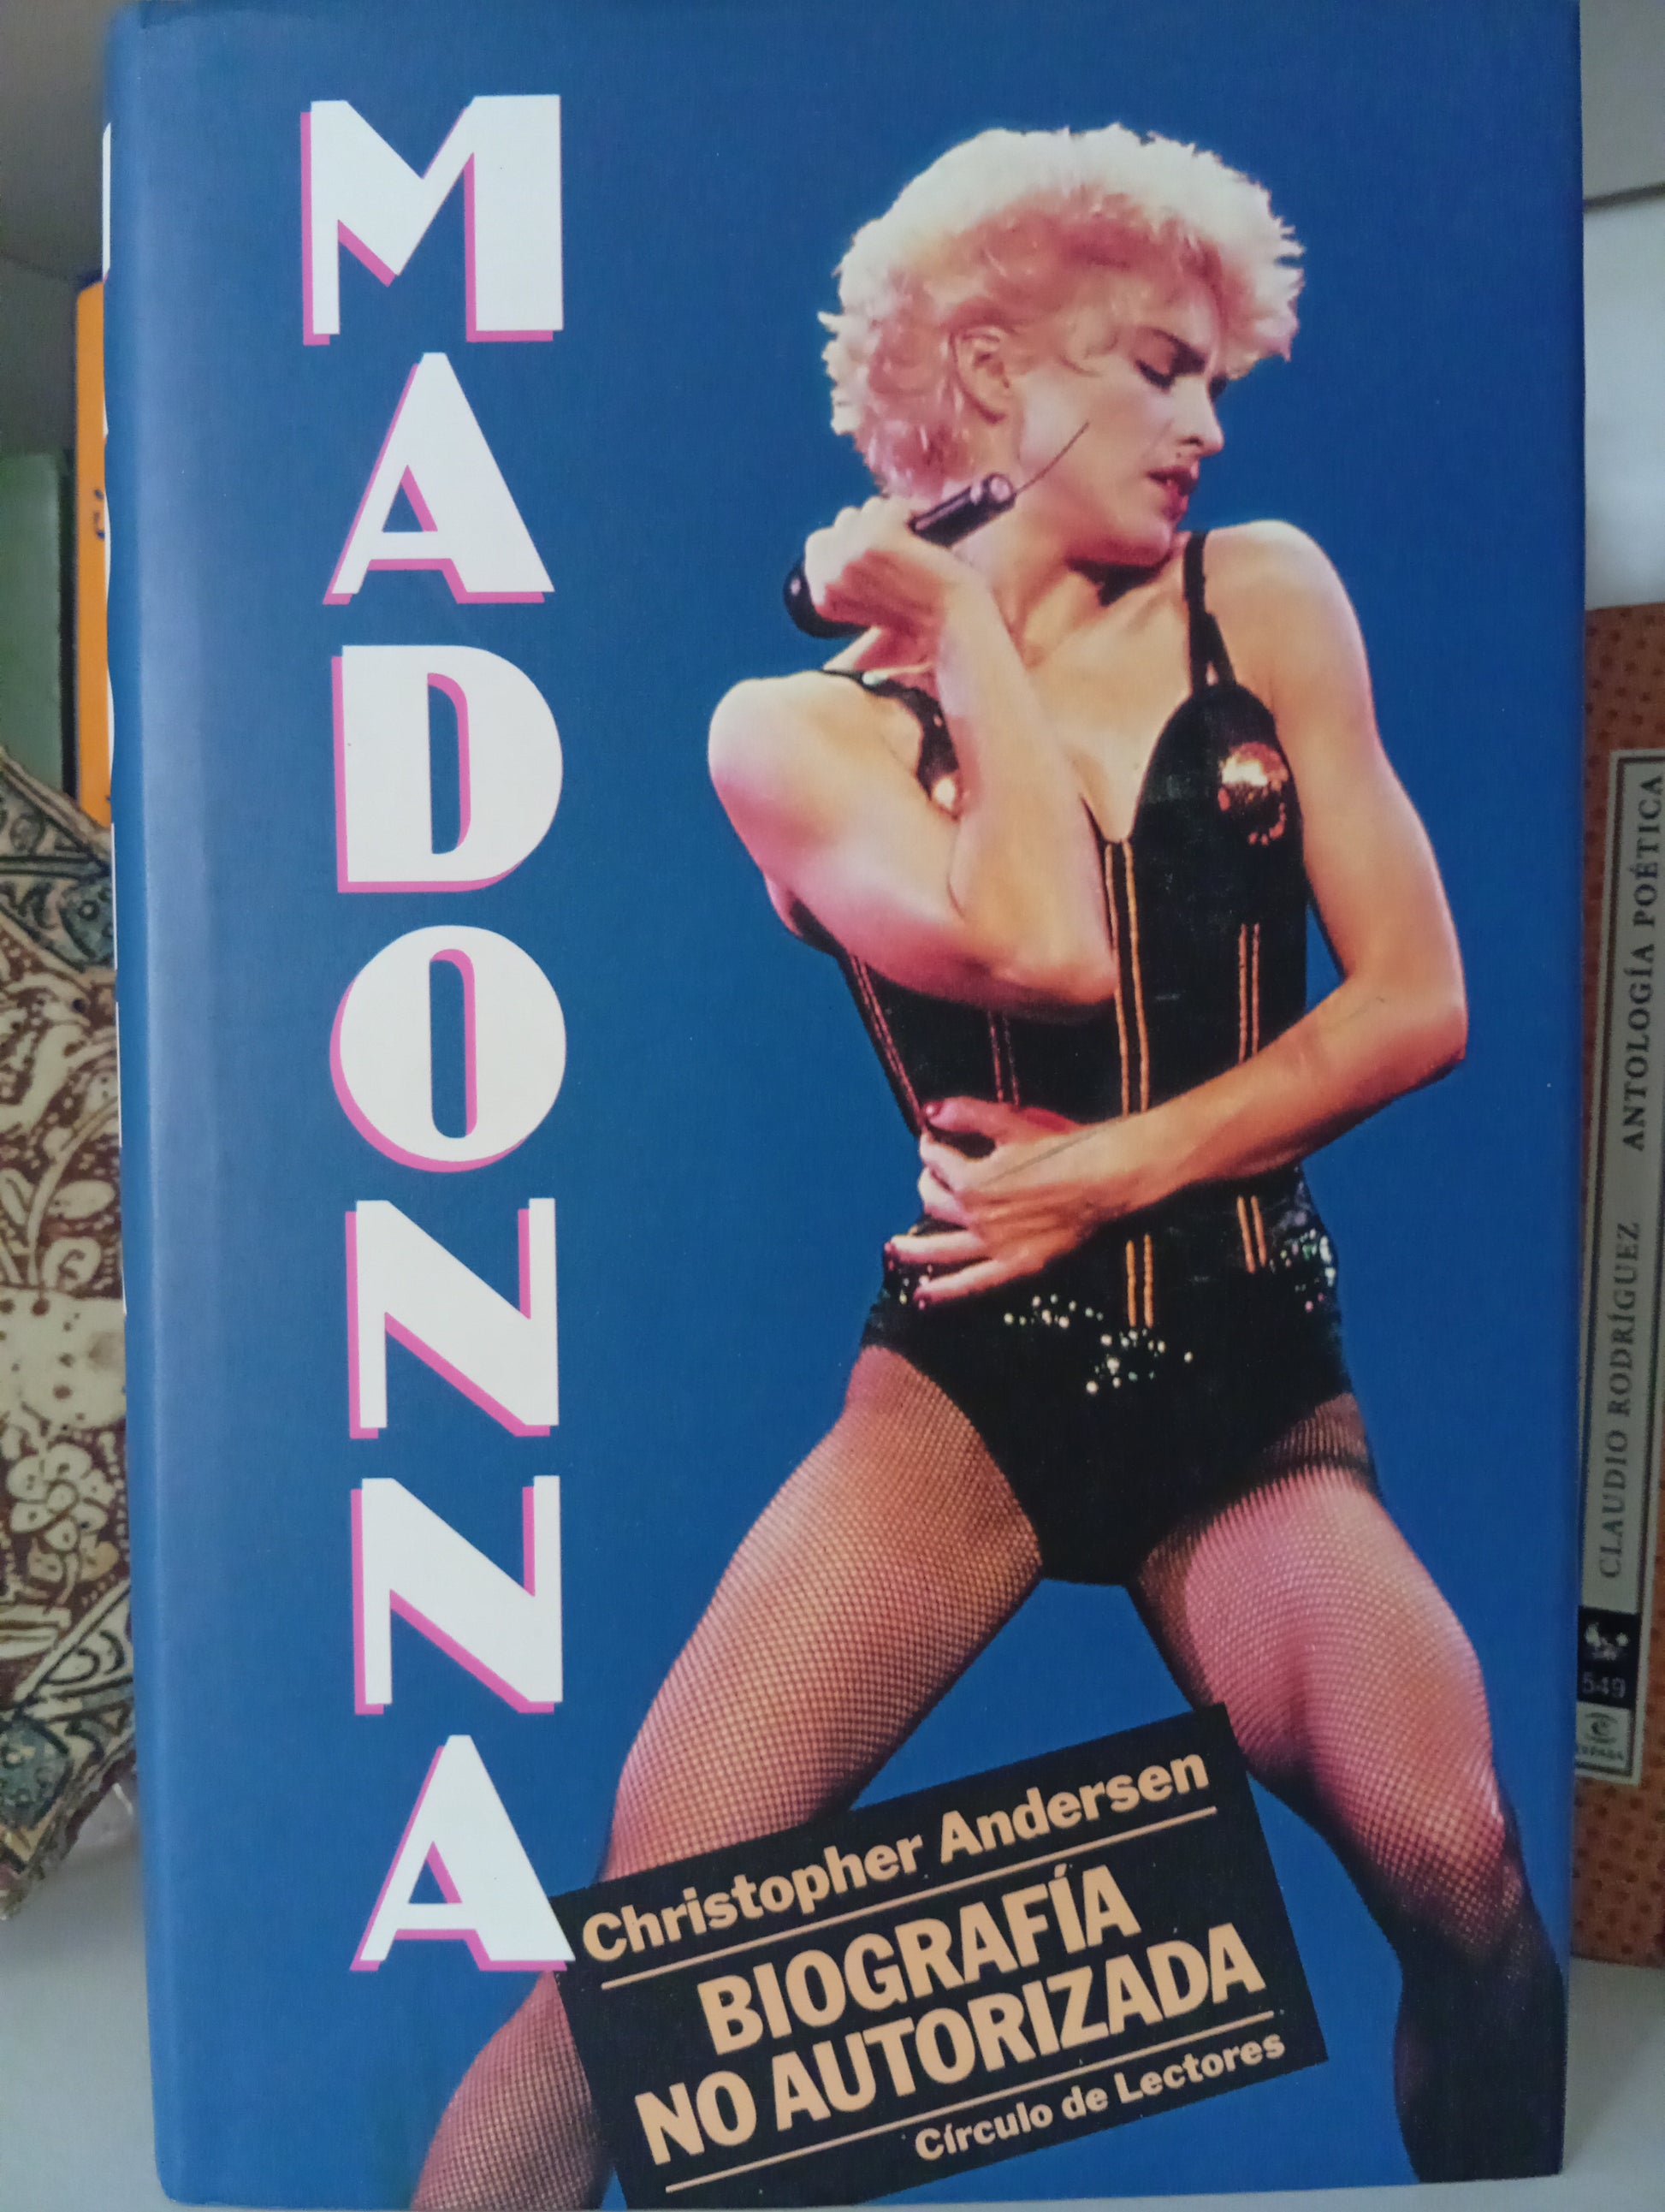 MADONNA
Christopher Andersen
BIOGRAFÍA
NO AUTORIZADA
Círculo de Lectores
CLAUDIO RODRÍGUEZ ANTOLOGÍA POÉTICA
549